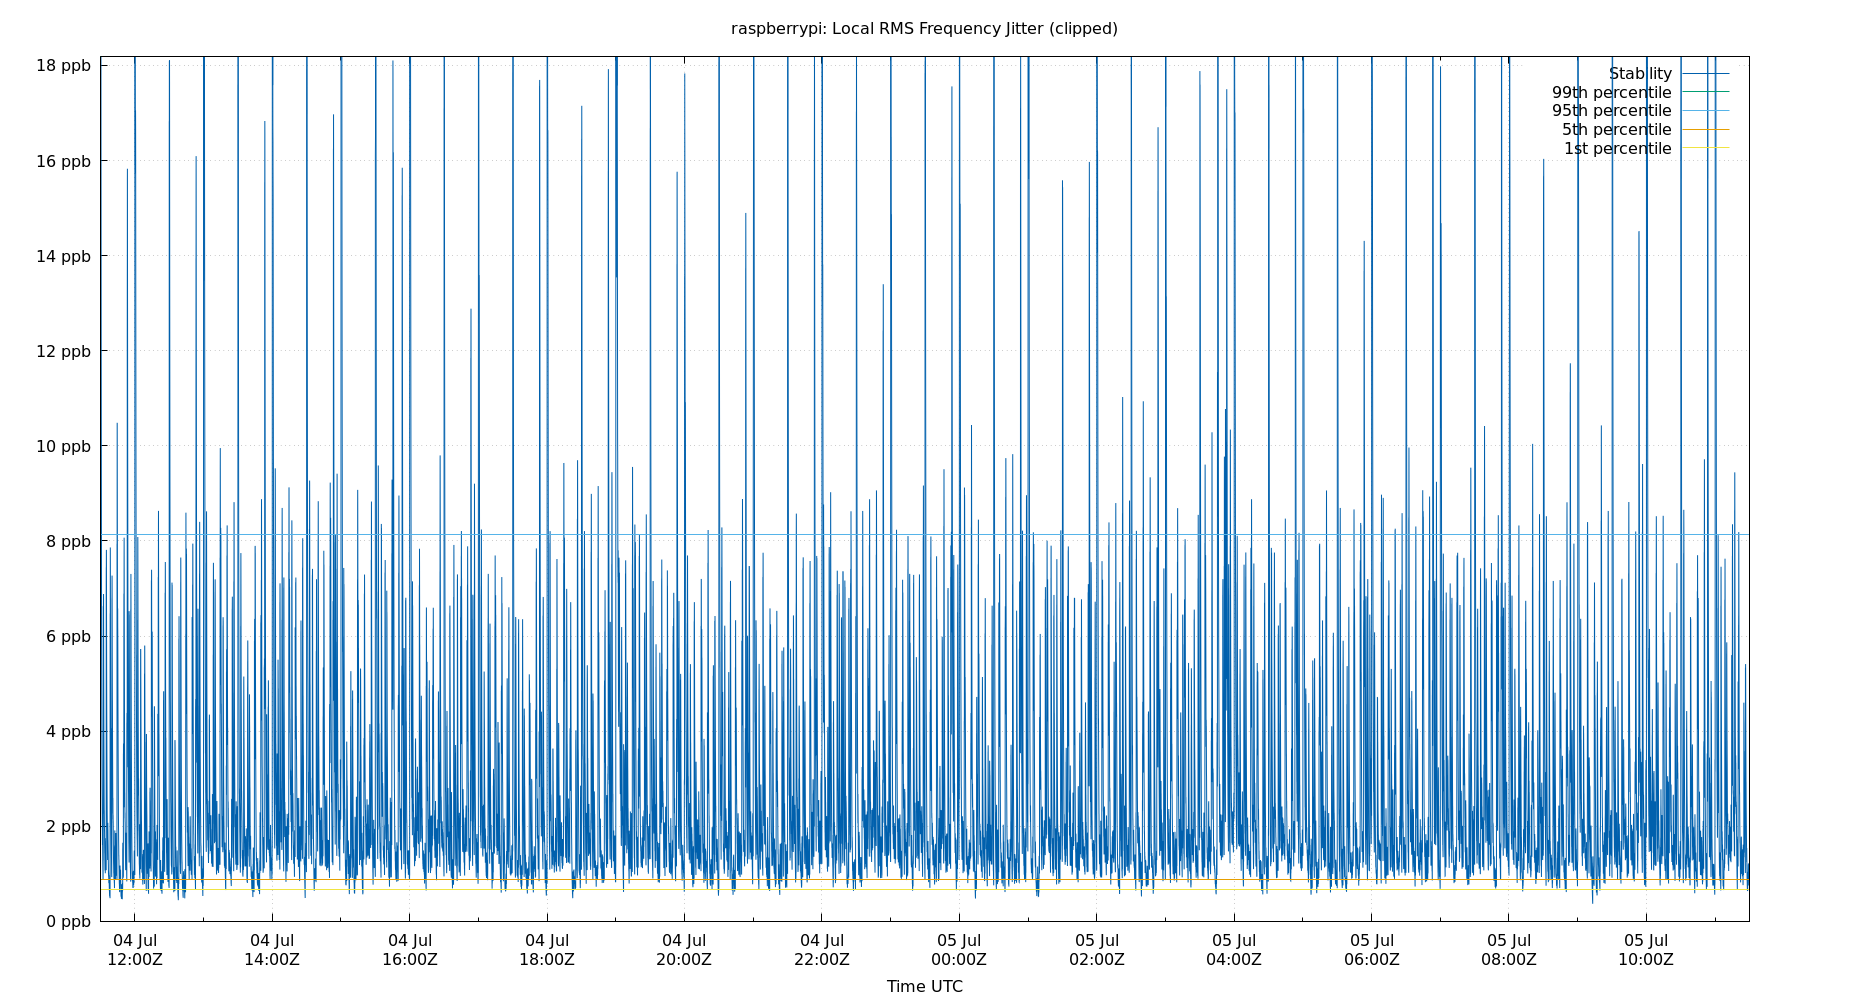 raspberrypi: Local RMS Frequency Jitter (clipped)
18 ppb
16 ppb
14 ppb
12 ppb
10 ppb
8 ppb
6 ppb
4 ppb
2 ppb
0 ppb
Stability
99th percentile
95th percentile
5th percentile
1st percentile
04 Jul 04 Jul 04 Jul 04 Jul 04 Jul 04 Jul 05 Jul 05 Jul 05 Jul 05 Jul 05 Jul 05 Jul
12:00Z 14:00Z 16:00Z 18:00Z 20:00Z 22:00Z 00:00Z 02:00Z 04:00Z 06:00Z 08:00Z 10:00Z
Time UTC